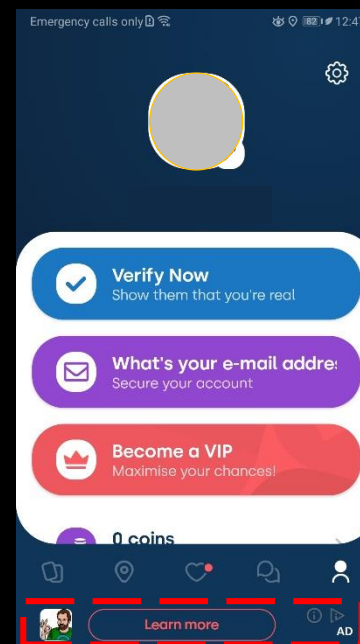 Emergency calls only
82 12:47
Verify Now
Show them that you're real
What's your e-mail addre
Secure your account
Become a VIP
Maximise your chances!
0 coins
Learn more
AD